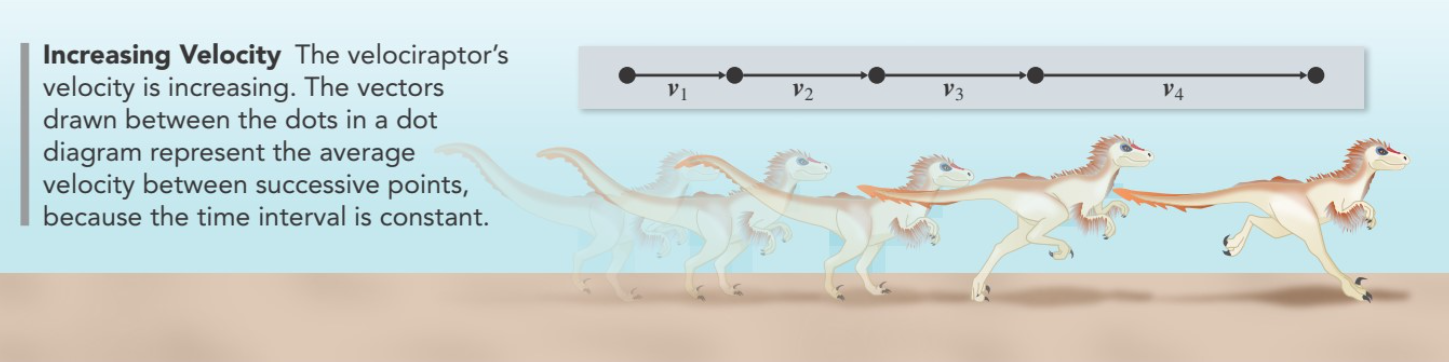 Increasing Velocity The velociraptor's
velocity is increasing. The vectors
drawn between the dots in a dot
diagram represent the average
velocity between successive points,
because the time interval is constant.
v₁ v₂ v₃ v₄